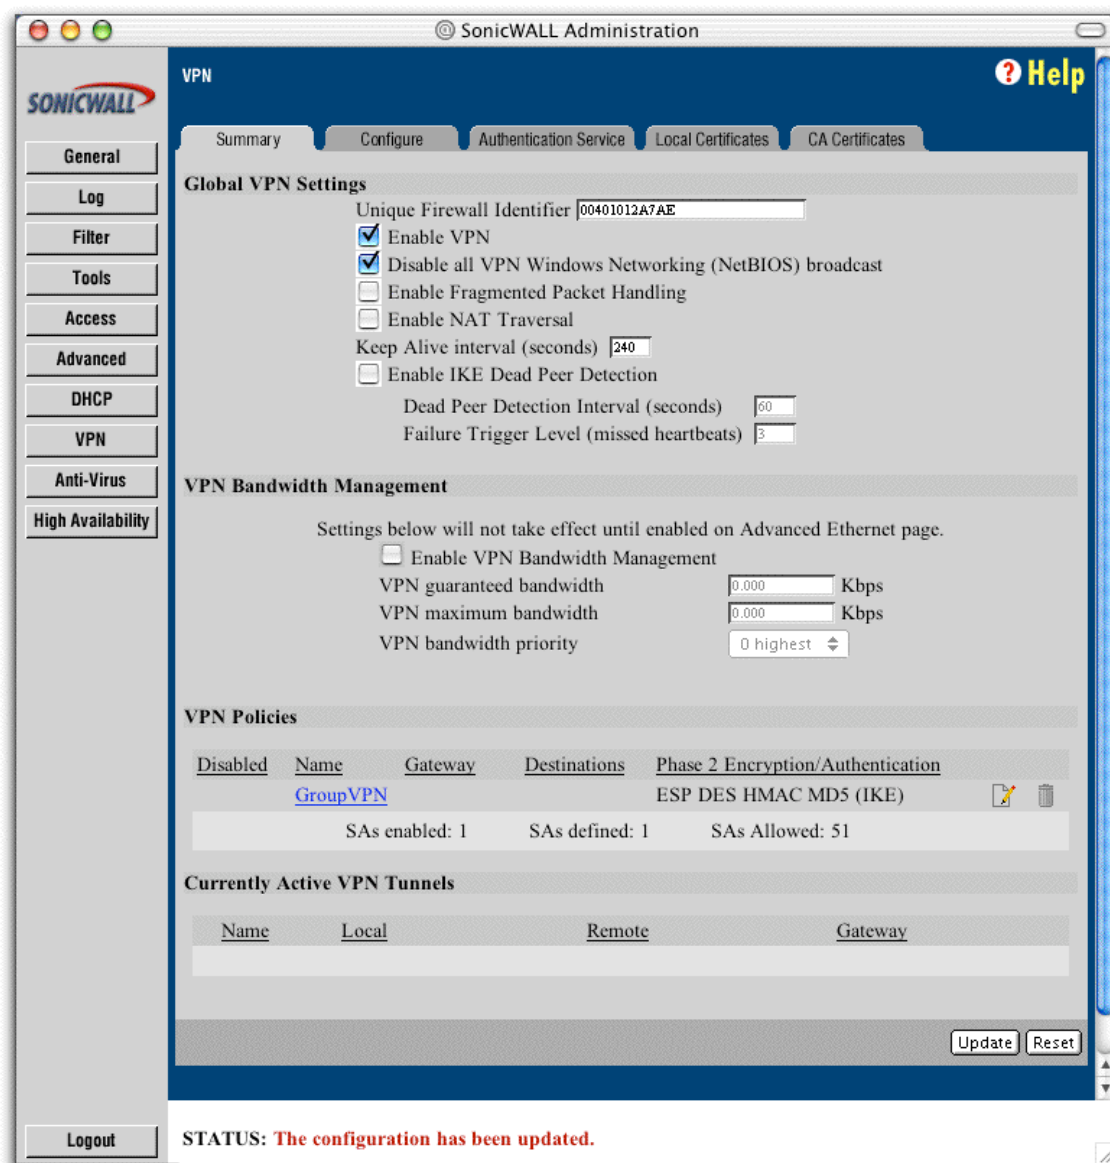 @ SonicWALL Administration
SONICWALL
VPN
? Help
Summary Configure Authentication Service Local Certificates CA Certificates
General
Log
Filter
Tools
Access
Advanced
DHCP
VPN
Anti-Virus
High Availability
Global VPN Settings
Unique Firewall Identifier 00401012A7AE
Enable VPN
Disable all VPN Windows Networking (NetBIOS) broadcast
Enable Fragmented Packet Handling
Enable NAT Traversal
Keep Alive interval (seconds) 240
Enable IKE Dead Peer Detection
Dead Peer Detection Interval (seconds) 60
Failure Trigger Level (missed heartbeats) 3
VPN Bandwidth Management
Settings below will not take effect until enabled on Advanced Ethernet page.
Enable VPN Bandwidth Management
VPN guaranteed bandwidth 0.000 Kbps
VPN maximum bandwidth 0.000 Kbps
VPN bandwidth priority 0 highest
VPN Policies
Disabled Name Gateway Destinations Phase 2 Encryption/Authentication
GroupVPN ESP DES HMAC MD5 (IKE)
SAs enabled: 1 SAs defined: 1 SAs Allowed: 51
Currently Active VPN Tunnels
Name Local Remote Gateway
Update Reset
Logout
STATUS: The configuration has been updated.